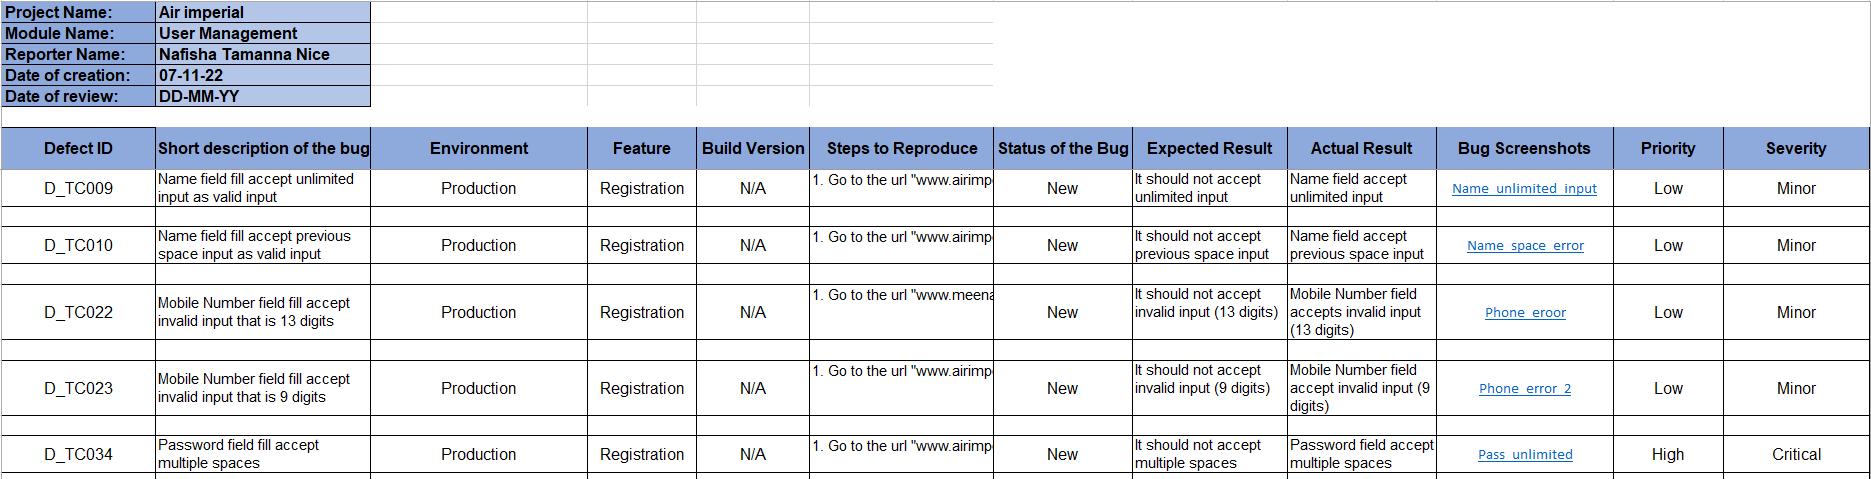 Project Name: Air imperial
Module Name: User Management
Reporter Name: Nafisha Tamanna Nice
Date of creation: 07-11-22
Date of review: DD-MM-YY
Defect ID Short description of the bug Environment Feature Build Version Steps to Reproduce Status of the Bug Expected Result Actual Result Bug Screenshots Priority Severity
D_TC009
Name field fill accept unlimited
input as valid input
Production
Registration
N/A
1. Go to the url "www.airimp
New
It should not accept
unlimited input
Name field accept
unlimited input
Name_unlimited_input
Low
Minor
D_TC010
Name field fill accept previous
space input as valid input
Production
Registration
N/A
1. Go to the url "www.airimp
New
It should not accept
previous space input
Name field accept
previous space input
Name_space_error
Low
Minor
D_TC022
Mobile Number field fill accept
invalid input that is 13 digits
Production
Registration
N/A
1. Go to the url "www.meena
New
It should not accept
invalid input (13 digits)
Mobile Number field
accepts invalid input
(13 digits)
Phone_eroor
Low
Minor
D_TC023
Mobile Number field fill accept
invalid input that is 9 digits
Production
Registration
N/A
1. Go to the url "www.airimp
New
It should not accept
invalid input (9 digits)
Mobile Number field
accept invalid input (9
digits)
Phone_error_2
Low
Minor
D_TC034
Password field fill accept
multiple spaces
Production
Registration
N/A
1. Go to the url "www.airimp
New
It should not accept
multiple spaces
Password field accept
multiple spaces
Pass_unlimited
High
Critical